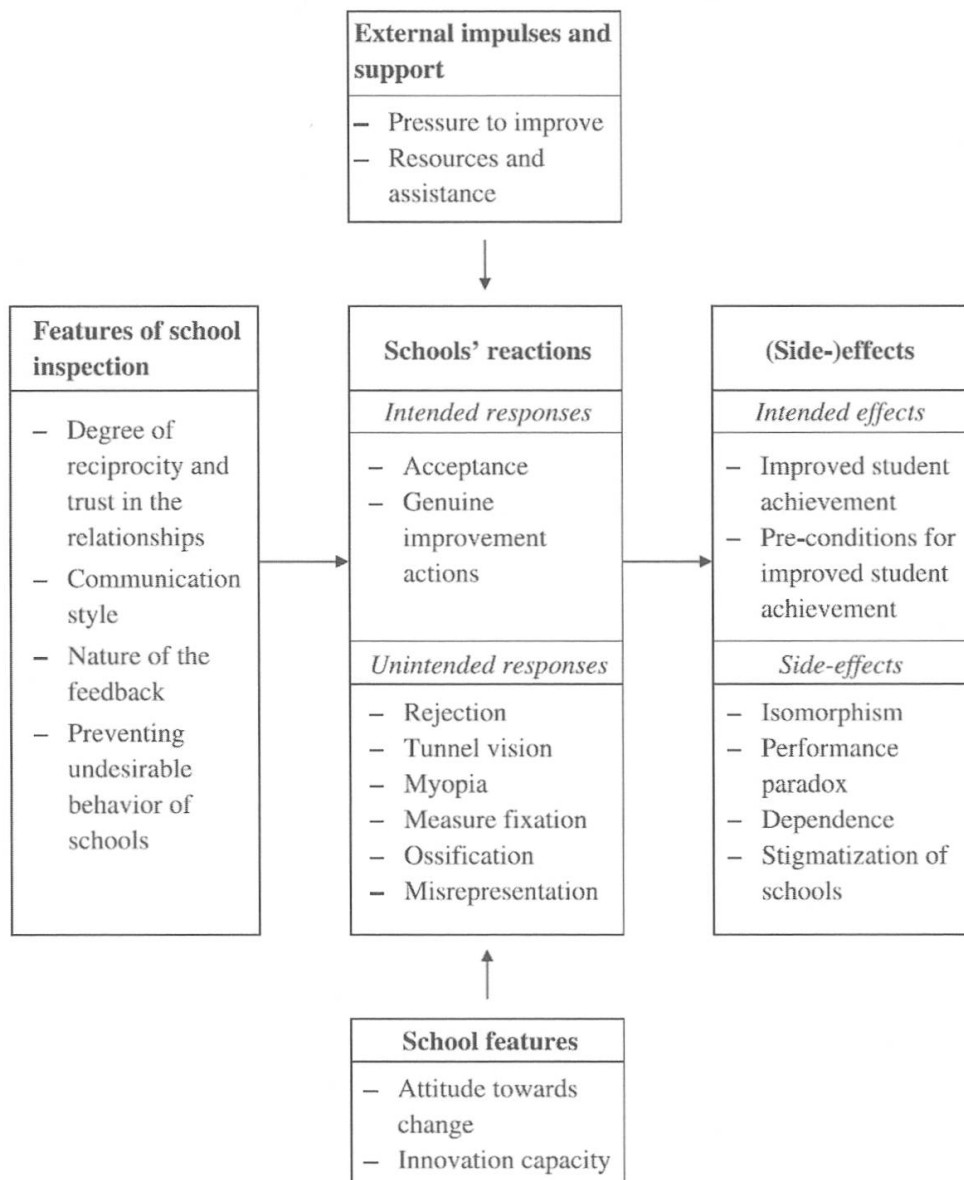 External impulses and
support
– Pressure to improve
– Resources and
assistance
Features of school
inspection
– Degree of
reciprocity and
trust in the
relationships
– Communication
style
– Nature of the
feedback
– Preventing
undesirable
behavior of
schools
Schools' reactions
Intended responses
– Acceptance
– Genuine
improvement
actions
Unintended responses
– Rejection
– Tunnel vision
– Myopia
– Measure fixation
– Ossification
– Misrepresentation
(Side-)effects
Intended effects
– Improved student
achievement
– Pre-conditions for
improved student
achievement
Side-effects
– Isomorphism
– Performance
paradox
– Dependence
– Stigmatization of
schools
School features
– Attitude towards
change
– Innovation capacity